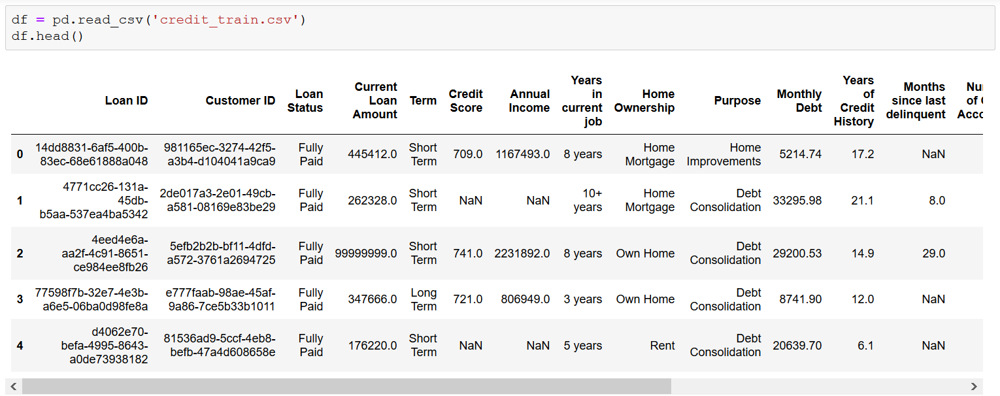 df = pd.read_csv('credit_train.csv')
df.head()
Loan ID Customer ID Loan Status Current Loan Amount Term Credit Score Annual Income Years in current job Home Ownership Purpose Monthly Debt Years of Credit History Months since last delinquent
0 14dd8831-6af5-400b-83ec-68e61888a048 981165ec-3274-42f5-a3b4-d104041a9ca9 Fully Paid 445412.0 Short Term 709.0 1167493.0 8 years Home Mortgage Home Improvements 5214.74 17.2 NaN
1 4771cc26-131a-45db-b5aa-537ea4ba5342 2de017a3-2e01-49cb-a581-08169e83be29 Fully Paid 262328.0 Short Term NaN NaN 10+ years Home Mortgage Debt Consolidation 33295.98 21.1 8.0
2 4eed4e6a-aa2f-4c91-8651-ce984ee8fb26 5efb2b2b-bf11-4dfd-a572-3761a2694725 Fully Paid 99999999.0 Short Term 741.0 2231892.0 8 years Own Home Debt Consolidation 29200.53 14.9 29.0
3 77598f7b-32e7-4e3b-a6e5-06ba0d98fe8a e777faab-98ae-45af-9a86-7ce5b33b1011 Fully Paid 347666.0 Long Term 721.0 806949.0 3 years Own Home Debt Consolidation 8741.90 12.0 NaN
4 d4062e70-befa-4995-8643-a0de73938182 81536ad9-5ccf-4eb8-befb-47a4d608658e Fully Paid 176220.0 Short Term NaN NaN 5 years Rent Debt Consolidation 20639.70 6.1 NaN